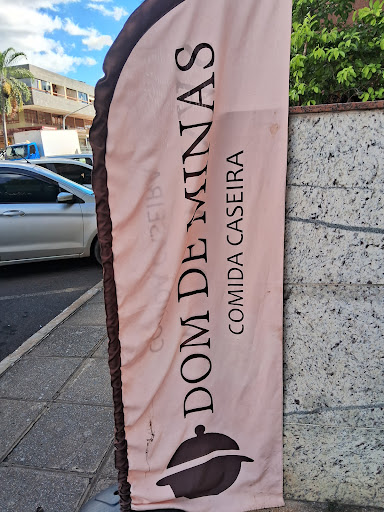 DOM DE MINAS
COMIDA CASEIRA